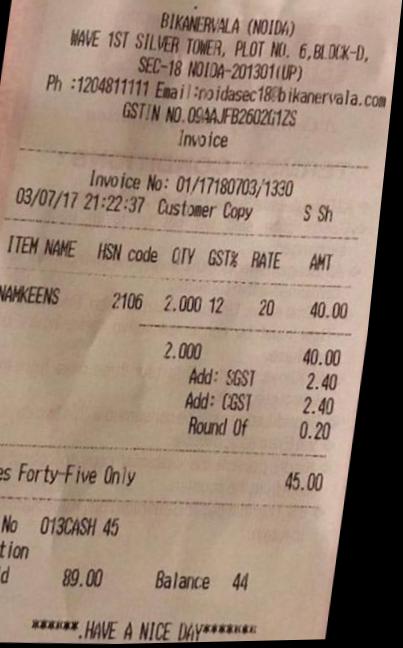 BIKANERVALA (NOIDA)
WAVE 1ST SILVER TOWER, PLOT NO. 6,BLOCK-D,
SEC-18 NOIDA-201301(UP)
Ph :1204811111 Email:noidasec18@bikanervala.com
GSTIN NO.09AAJFB2602G1ZS
Invoice
Invoice No: 01/17180703/1330
03/07/17 21:22:37 Customer Copy S Sh
ITEM NAME HSN code QTY GST% RATE AMT
NAMKEENS 2106 2.000 12 20 40.00
2.000 40.00
Add: SGST 2.40
Add: CGST 2.40
Round Of 0.20
es Forty-Five Only 45.00
No 013CASH 45
tion
d 89.00 Balance 44
******.HAVE A NICE DAY*******